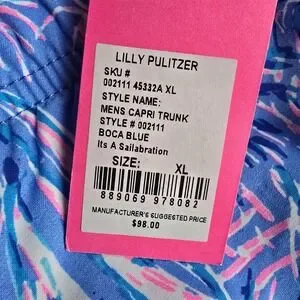 LILLY PULITZER
SKU #
002111 45332A XL
STYLE NAME:
MENS CAPRI TRUNK
STYLE # 002111
BOCA BLUE
Its A Sailabration
SIZE: XL
889069 978082
MANUFACTURER'S SUGGESTED PRICE
$98.00